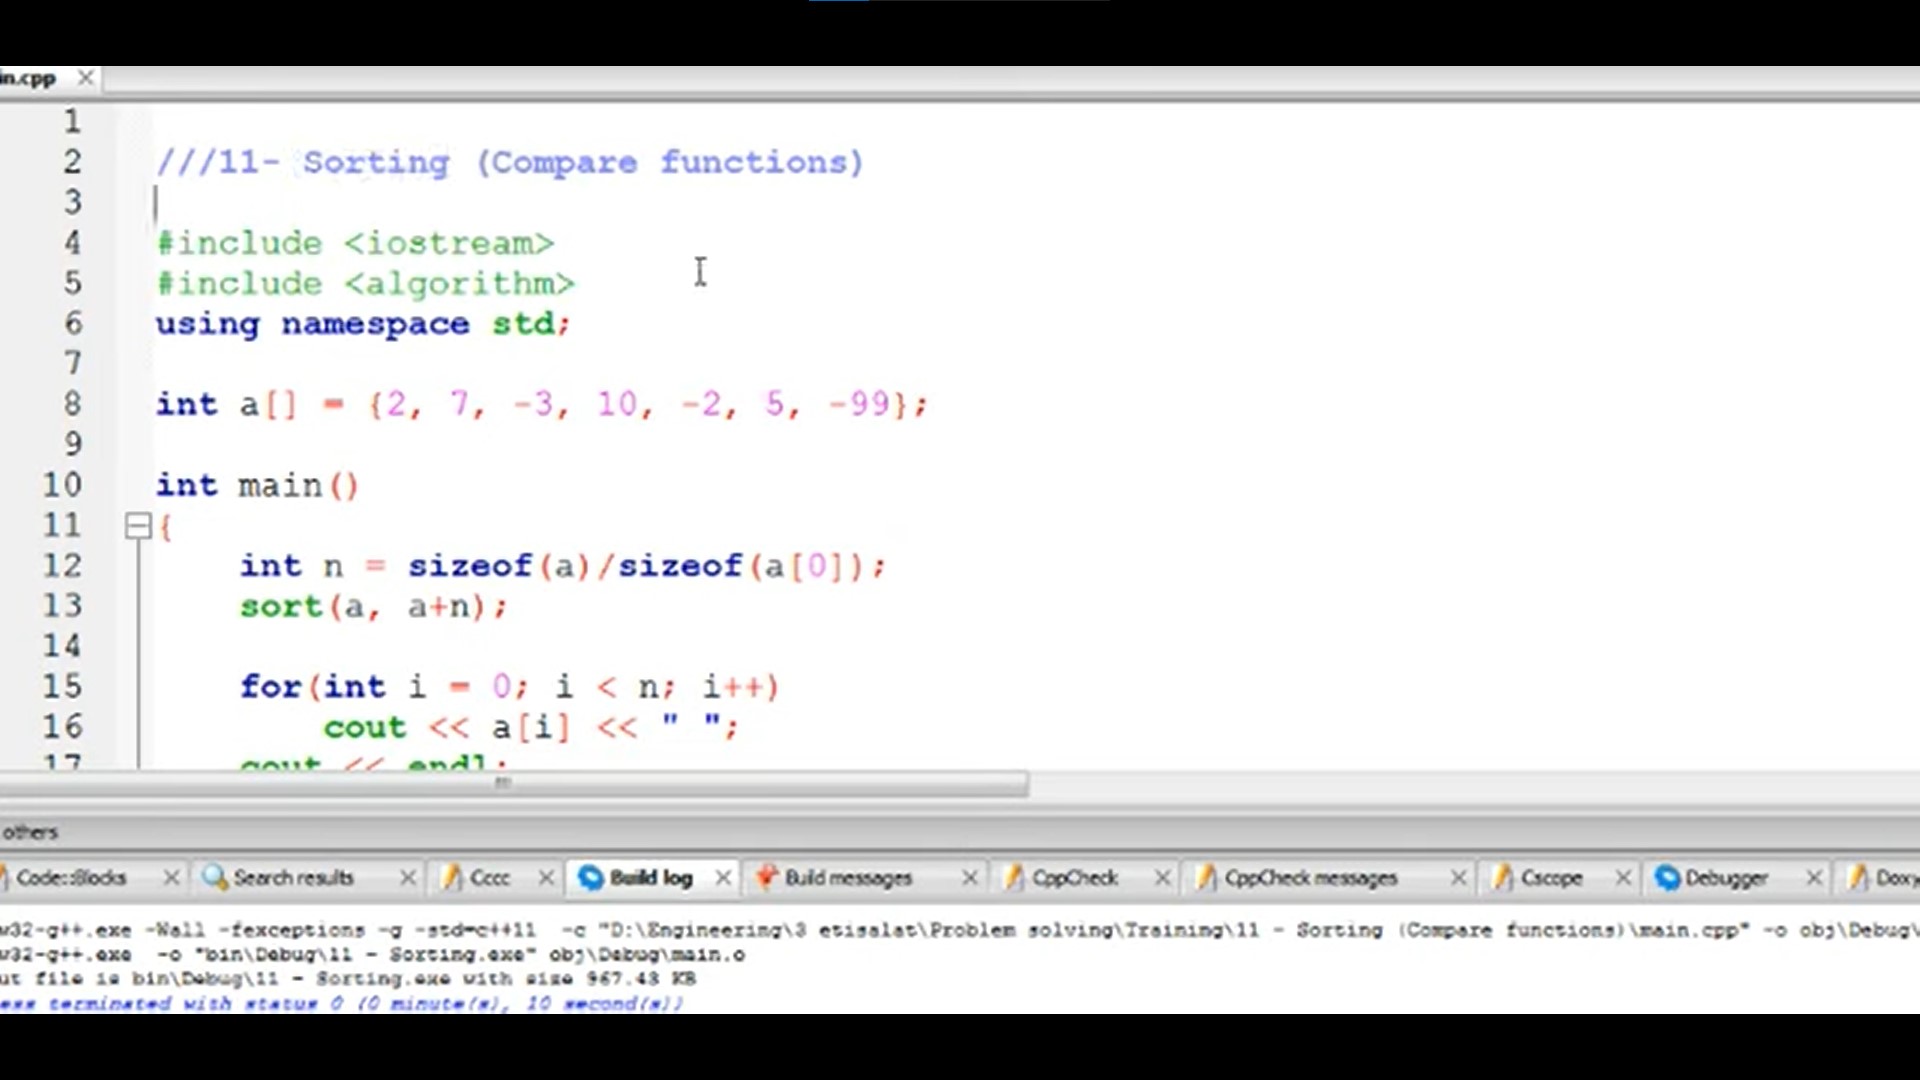 in.cpp
1
2 ///11- Sorting (Compare functions)
3
4 #include <iostream>
5 #include <algorithm>
6 using namespace std;
7
8 int a[] = {2, 7, -3, 10, -2, 5, -99};
9
10 int main()
11 {
12 int n = sizeof(a)/sizeof(a[0]);
13 sort(a, a+n);
14
15 for(int i = 0; i < n; i++)
16 cout << a[i] << " ";
17 cout << endl;
others
Code::Blocks Search results Cccc Build log Build messages CppCheck CppCheck messages Cscope Debugger Doxy
w32-g++.exe -Wall -fexceptions -g -std=c++11 -c "D:\Engineering\3 etisalat\Problem solving\Training\11 - Sorting (Compare functions)\main.cpp" -o obj\Debug\
w32-g++.exe -o "bin\Debug\11 - Sorting.exe" obj\Debug\main.o
ut file is bin\Debug\11 - Sorting.exe with size 967.43 KB
ess terminated with status 0 (0 minute(s), 10 second(s))